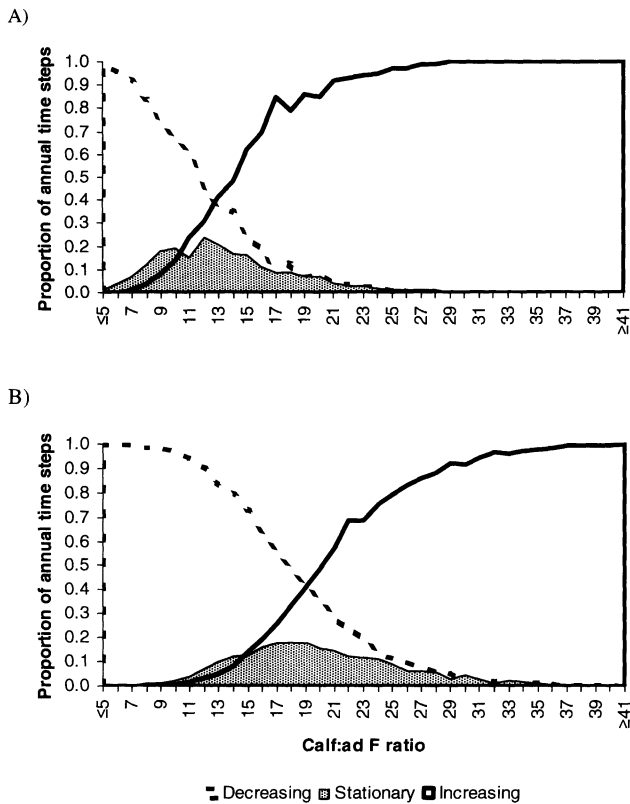 A)
Proportion of annual time steps
1.0
0.9
0.8
0.7
0.6
0.5
0.4
0.3
0.2
0.1
0.0
≤5 7 9 11 13 15 17 19 21 23 25 27 29 31 33 35 37 39 ≥41
B)
Proportion of annual time steps
1.0
0.9
0.8
0.7
0.6
0.5
0.4
0.3
0.2
0.1
0.0
≤5 7 9 11 13 15 17 19 21 23 25 27 29 31 33 35 37 39 ≥41
Calf:ad F ratio
Decreasing Stationary Increasing